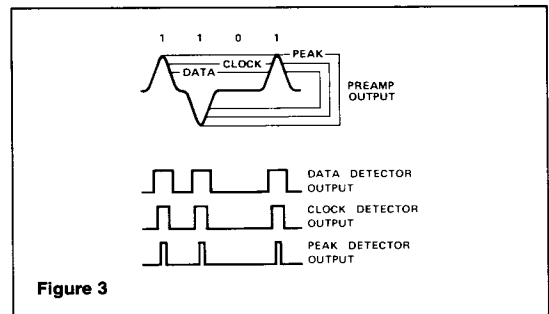 1 1 0 1
PEAK
CLOCK
DATA
PREAMP
OUTPUT
DATA DETECTOR
OUTPUT
CLOCK DETECTOR
OUTPUT
PEAK DETECTOR
OUTPUT
Figure 3